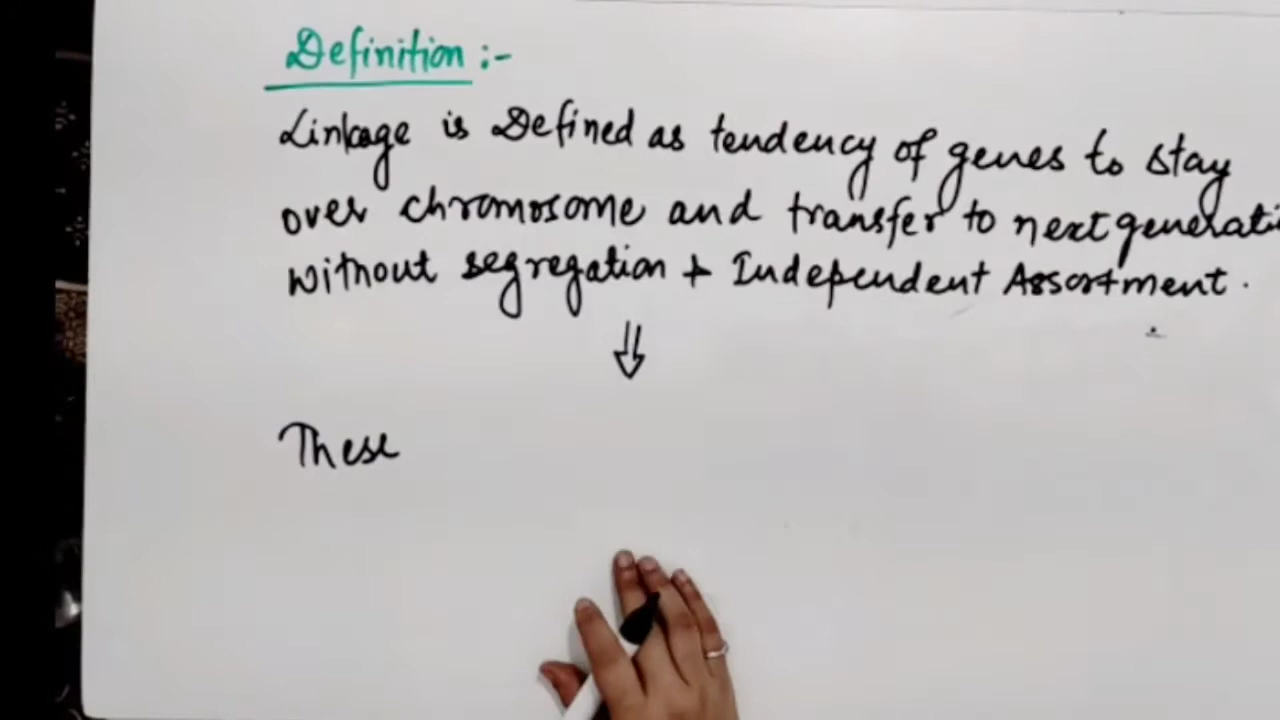 Definition :-
Linkage is Defined as tendency of genes to stay
over chromosome and transfer to next generati
without segregation + Independent Assortment.
These